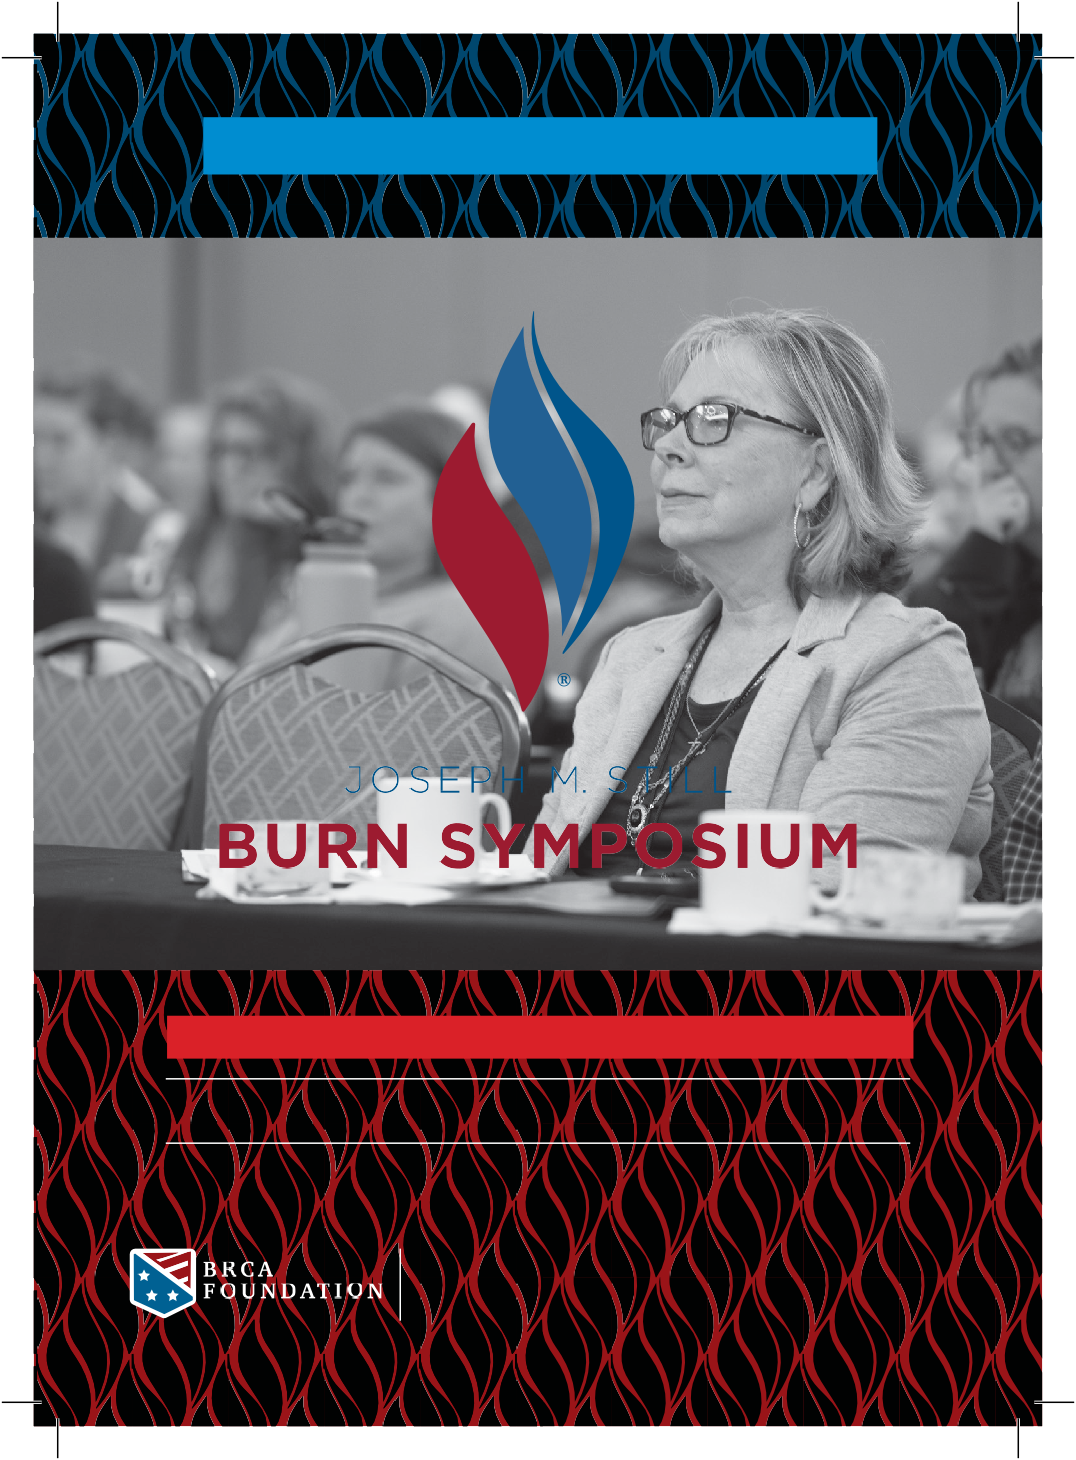 ®
JOSEPH M. STILL
BURN SYMPOSIUM
BRCA
FOUNDATION